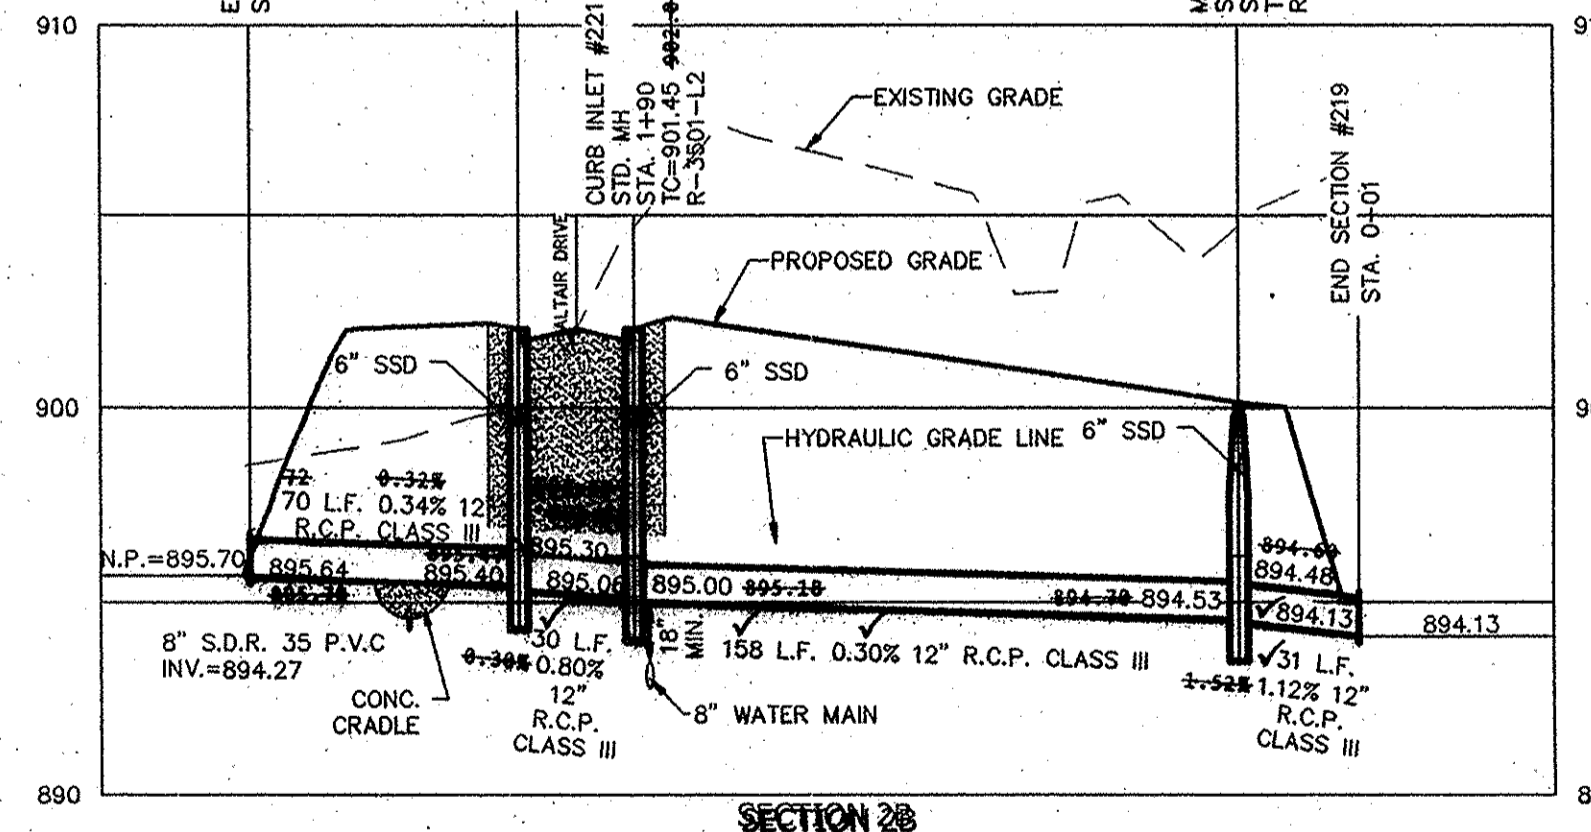 910
CURB INLET #221
STD. MH
STA. 1+90
TC=901.45
R-3501-L2
EXISTING GRADE
END SECTION #219
STA. 0-01
ALTAIR DRIVE
PROPOSED GRADE
6" SSD
6" SSD
900
HYDRAULIC GRADE LINE
6" SSD
72 0.32%
70 L.F. 0.34% 12
R.C.P. CLASS III
N.P.=895.70
895.64
895.40
895.30
895.06
895.00 895.18
894.70 894.53
894.60
894.48
894.13
894.13
8" S.D.R. 35 P.V.C
INV.=894.27
CONC.
CRADLE
30 L.F.
0.30% 0.80%
12"
R.C.P.
CLASS III
18"
MIN.
158 L.F. 0.30% 12" R.C.P. CLASS III
8" WATER MAIN
31 L.F.
1.52% 1.12% 12"
R.C.P.
CLASS III
890
SECTION 2B